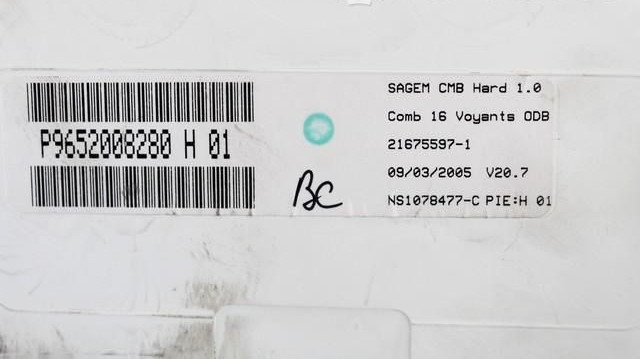 P9652008280 H 01
BC
SAGEM CMB Hard 1.0
Comb 16 Voyants ODB
21675597-1
09/03/2005 V20.7
NS1078477-C PIE:H 01